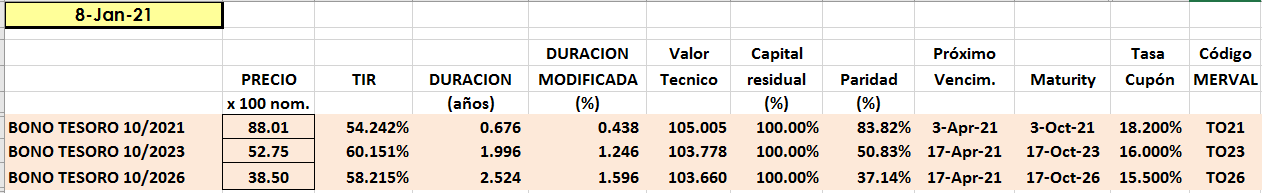 8-Jan-21
DURACION Valor Capital Próximo Tasa Código
PRECIO TIR DURACION MODIFICADA Tecnico residual Paridad Vencim. Maturity Cupón MERVAL
x 100 nom. (años) (%) (%) (%)
BONO TESORO 10/2021 88.01 54.242% 0.676 0.438 105.005 100.00% 83.82% 3-Apr-21 3-Oct-21 18.200% TO21
BONO TESORO 10/2023 52.75 60.151% 1.996 1.246 103.778 100.00% 50.83% 17-Apr-21 17-Oct-23 16.000% TO23
BONO TESORO 10/2026 38.50 58.215% 2.524 1.596 103.660 100.00% 37.14% 17-Apr-21 17-Oct-26 15.500% TO26